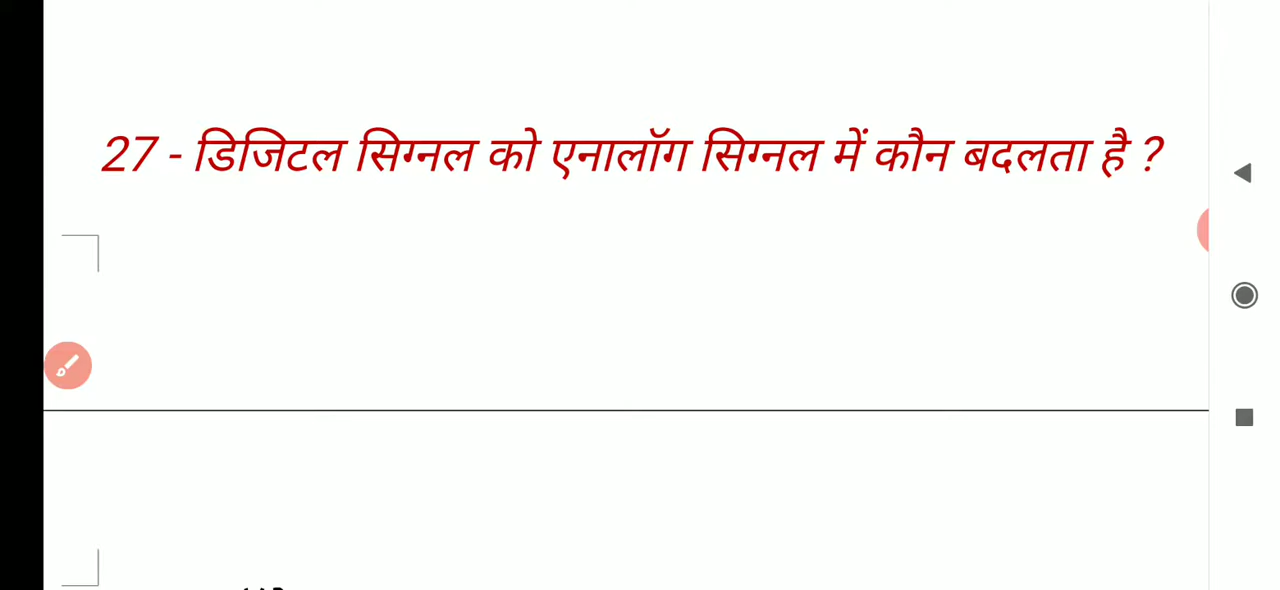 27 - डिजिटल सिग्नल को एनालॉग सिग्नल में कौन बदलता है ?